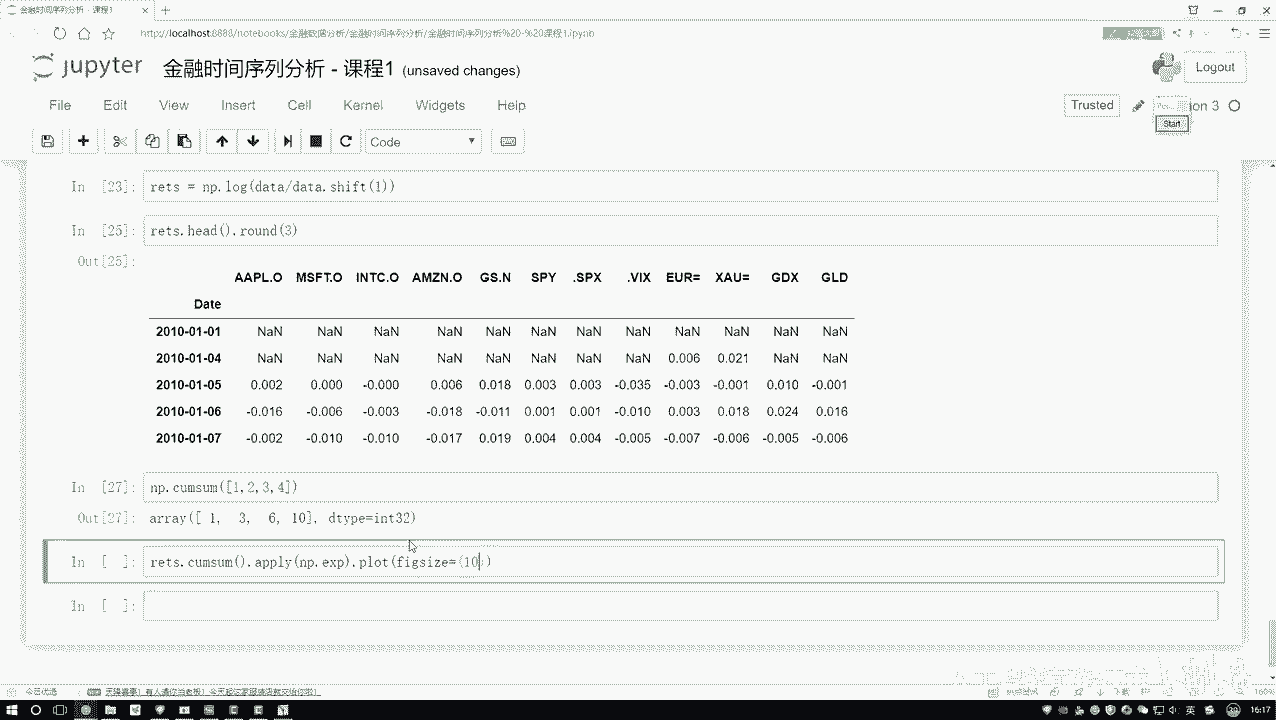 金融时间序列分析 - 课程1
http://localhost:8888/notebooks/金融数据分析/金融时间序列分析/金融时间序列分析%20-%20课程1.ipynb
jupyter 金融时间序列分析 - 课程1 (unsaved changes)
Logout
File Edit View Insert Cell Kernel Widgets Help
Trusted
on 3
Start
Code
In [23]: rets = np.log(data/data.shift(1))
In [25]: rets.head().round(3)
Out[25]:
AAPL.O MSFT.O INTC.O AMZN.O GS.N SPY .SPX .VIX EUR= XAU= GDX GLD
Date
2010-01-01 NaN NaN NaN NaN NaN NaN NaN NaN NaN NaN NaN NaN
2010-01-04 NaN NaN NaN NaN NaN NaN NaN NaN 0.006 0.021 NaN NaN
2010-01-05 0.002 0.000 -0.000 0.006 0.018 0.003 0.003 -0.035 -0.003 -0.001 0.010 -0.001
2010-01-06 -0.016 -0.006 -0.003 -0.018 -0.011 0.001 0.001 -0.010 0.003 0.018 0.024 0.016
2010-01-07 -0.002 -0.010 -0.010 -0.017 0.019 0.004 0.004 -0.005 -0.007 -0.006 -0.005 -0.006
In [27]: np.cumsum([1,2,3,4])
Out[27]: array([ 1, 3, 6, 10], dtype=int32)
In [ ]: rets.cumsum().apply(np.exp).plot(figsize=(10))
In [ ]:
今日优选
英
16:17